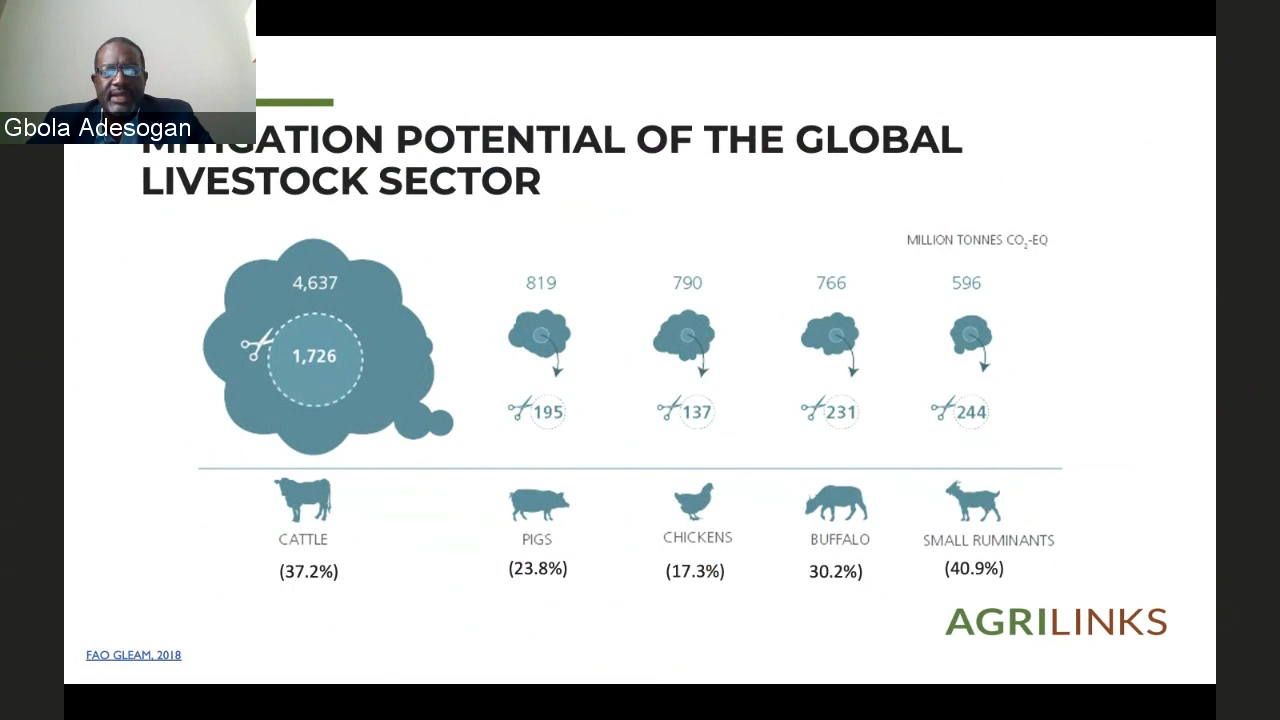 Gbola Adesogan
MITIGATION POTENTIAL OF THE GLOBAL
LIVESTOCK SECTOR
MILLION TONNES CO2-EQ
4,637
819
790
766
596
1,726
195
137
231
244
CATTLE
PIGS
CHICKENS
BUFFALO
SMALL RUMINANTS
(37.2%)
(23.8%)
(17.3%)
30.2%)
(40.9%)
AGRILINKS
FAO GLEAM, 2018